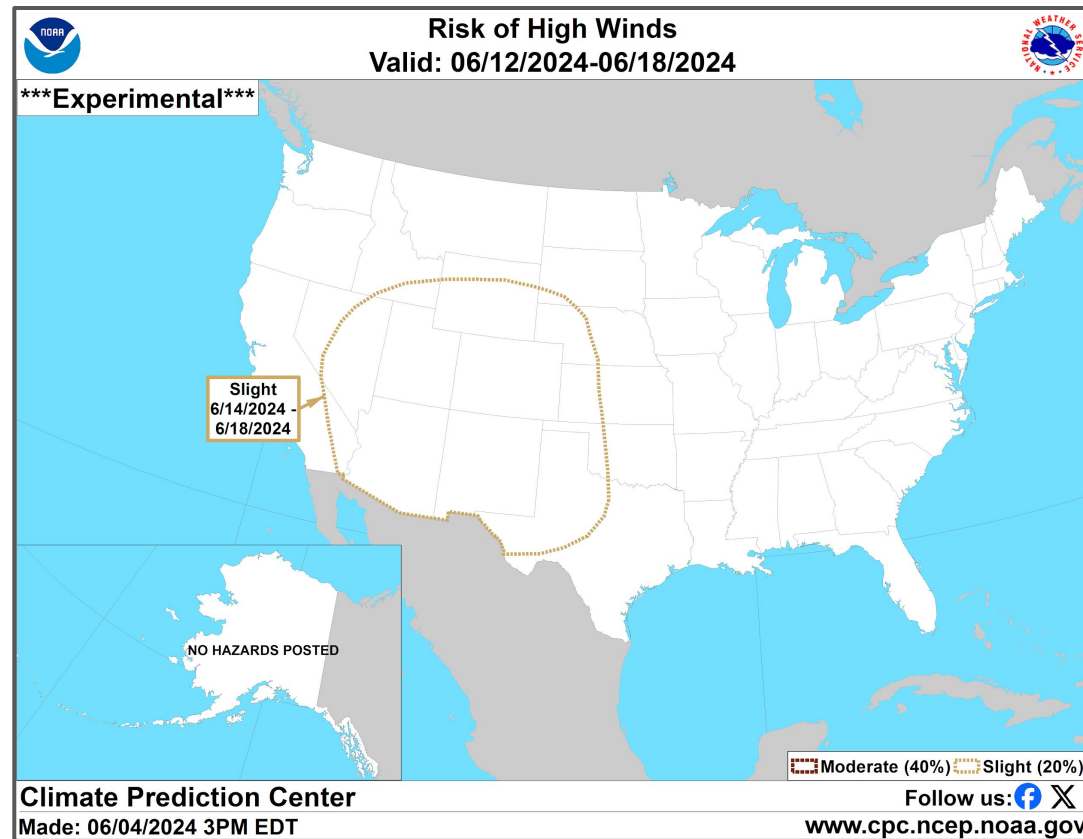 NOAA
Risk of High Winds
Valid: 06/12/2024-06/18/2024
NATIONAL WEATHER SERVICE
***Experimental***
Slight
6/14/2024 -
6/18/2024
NO HAZARDS POSTED
Moderate (40%) Slight (20%)
Climate Prediction Center
Follow us:
Made: 06/04/2024 3PM EDT
www.cpc.ncep.noaa.gov